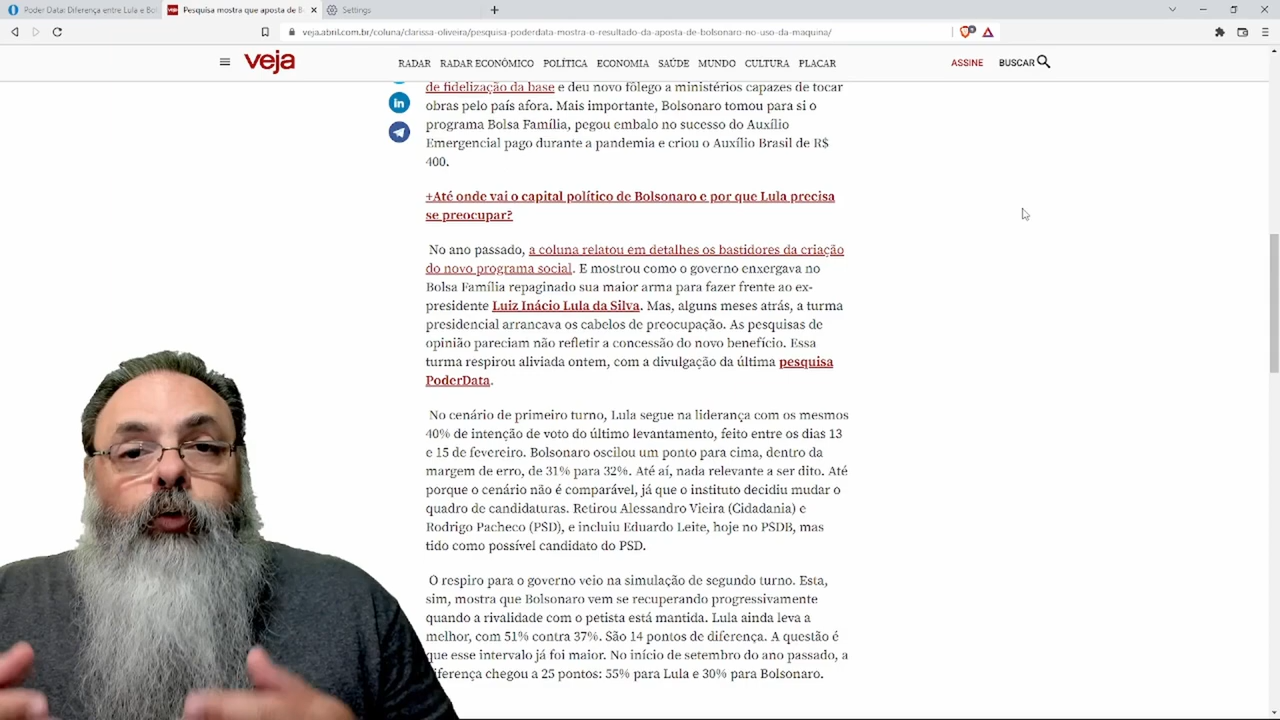 Poder Data: Diferença entre Lula e Bol
Pesquisa mostra que aposta de B
Settings
veja.abril.com.br/coluna/clarissa-oliveira/pesquisa-poderdata-mostra-o-resultado-da-aposta-de-bolsonaro-no-uso-da-maquina/
veja
RADAR RADAR ECONÔMICO POLÍTICA ECONOMIA SAÚDE MUNDO CULTURA PLACAR
ASSINE BUSCAR
de fidelização da base e deu novo fôlego a ministérios capazes de tocar
obras pelo país afora. Mais importante, Bolsonaro tomou para si o
programa Bolsa Família, pegou embalo no sucesso do Auxílio
Emergencial pago durante a pandemia e criou o Auxílio Brasil de R$
400.
+Até onde vai o capital político de Bolsonaro e por que Lula precisa
se preocupar?
No ano passado, a coluna relatou em detalhes os bastidores da criação
do novo programa social. E mostrou como o governo enxergava no
Bolsa Família repaginado sua maior arma para fazer frente ao ex-
presidente Luiz Inácio Lula da Silva. Mas, alguns meses atrás, a turma
presidencial arrancava os cabelos de preocupação. As pesquisas de
opinião pareciam não refletir a concessão do novo benefício. Essa
turma respirou aliviada ontem, com a divulgação da última pesquisa
PoderData.
No cenário de primeiro turno, Lula segue na liderança com os mesmos
40% de intenção de voto do último levantamento, feito entre os dias 13
e 15 de fevereiro. Bolsonaro oscilou um ponto para cima, dentro da
margem de erro, de 31% para 32%. Até aí, nada relevante a ser dito. Até
porque o cenário não é comparável, já que o instituto decidiu mudar o
quadro de candidaturas. Retirou Alessandro Vieira (Cidadania) e
Rodrigo Pacheco (PSD), e incluiu Eduardo Leite, hoje no PSDB, mas
tido como possível candidato do PSD.
O respiro para o governo veio na simulação de segundo turno. Esta,
sim, mostra que Bolsonaro vem se recuperando progressivamente
quando a rivalidade com o petista está mantida. Lula ainda leva a
melhor, com 51% contra 37%. São 14 pontos de diferença. A questão é
que esse intervalo já foi maior. No início de setembro do ano passado, a
diferença chegou a 25 pontos: 55% para Lula e 30% para Bolsonaro.